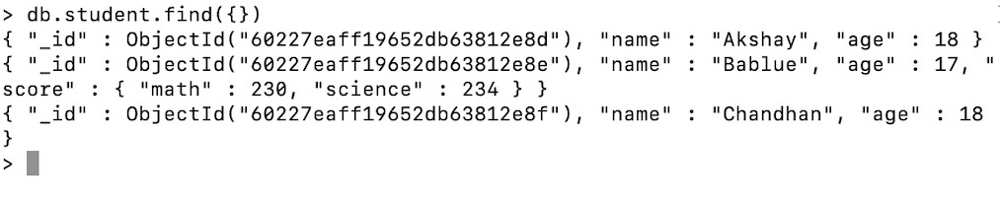 > db.student.find({})
{ "_id" : ObjectId("60227eaff19652db63812e8d"), "name" : "Akshay", "age" : 18 }
{ "_id" : ObjectId("60227eaff19652db63812e8e"), "name" : "Bablue", "age" : 17, "
score" : { "math" : 230, "science" : 234 } }
{ "_id" : ObjectId("60227eaff19652db63812e8f"), "name" : "Chandhan", "age" : 18
}
>